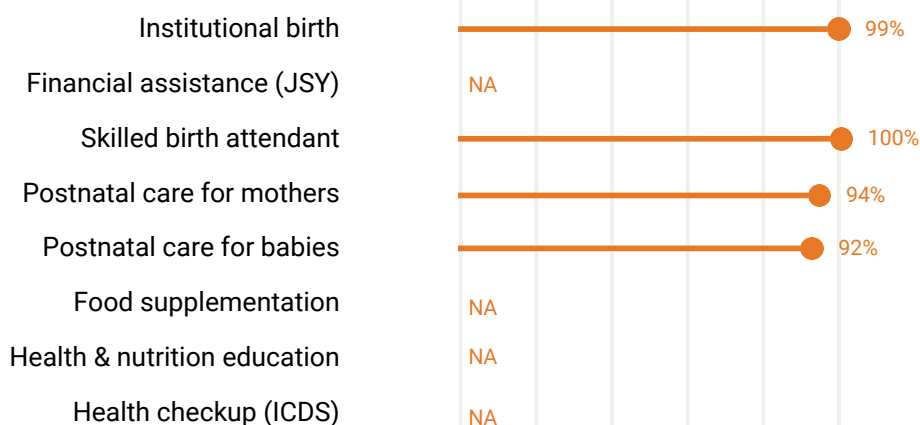 Institutional birth 99%
Financial assistance (JSY) NA
Skilled birth attendant 100%
Postnatal care for mothers 94%
Postnatal care for babies 92%
Food supplementation NA
Health & nutrition education NA
Health checkup (ICDS) NA